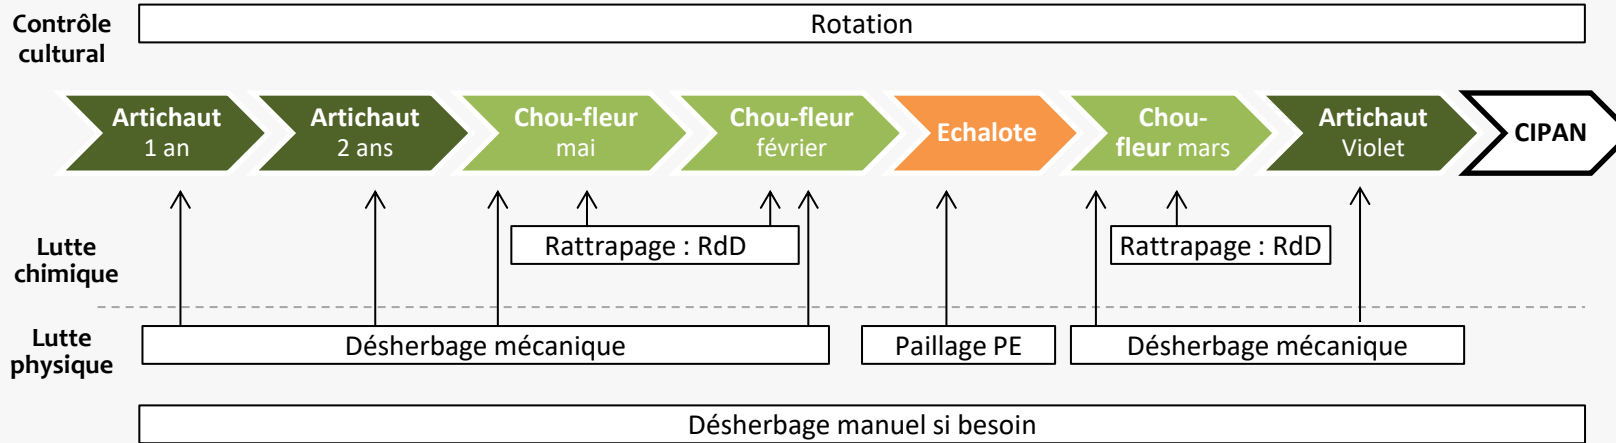 Contrôle
cultural
Rotation
Artichaut
1 an
Artichaut
2 ans
Chou-fleur
mai
Chou-fleur
février
Echalote
Chou-
fleur mars
Artichaut
Violet
CIPAN
Lutte
chimique
Rattrapage : RdD
Rattrapage : RdD
Lutte
physique
Désherbage mécanique
Paillage PE
Désherbage mécanique
Désherbage manuel si besoin